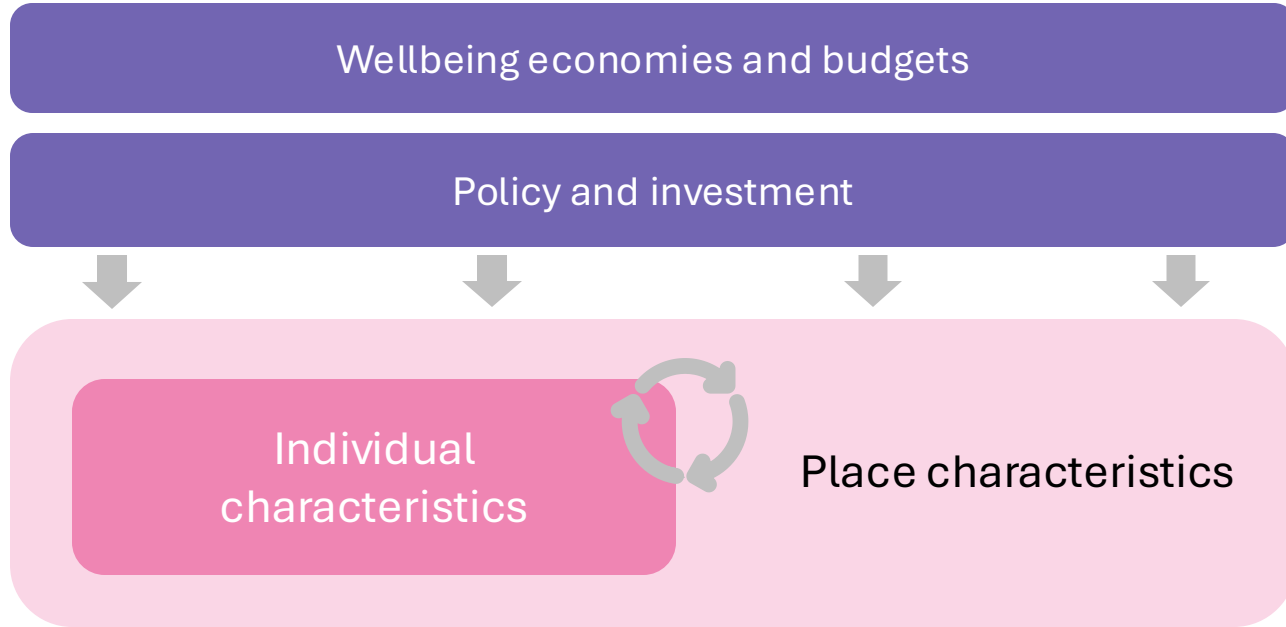 Wellbeing economies and budgets
Policy and investment
Individual
characteristics
Place characteristics